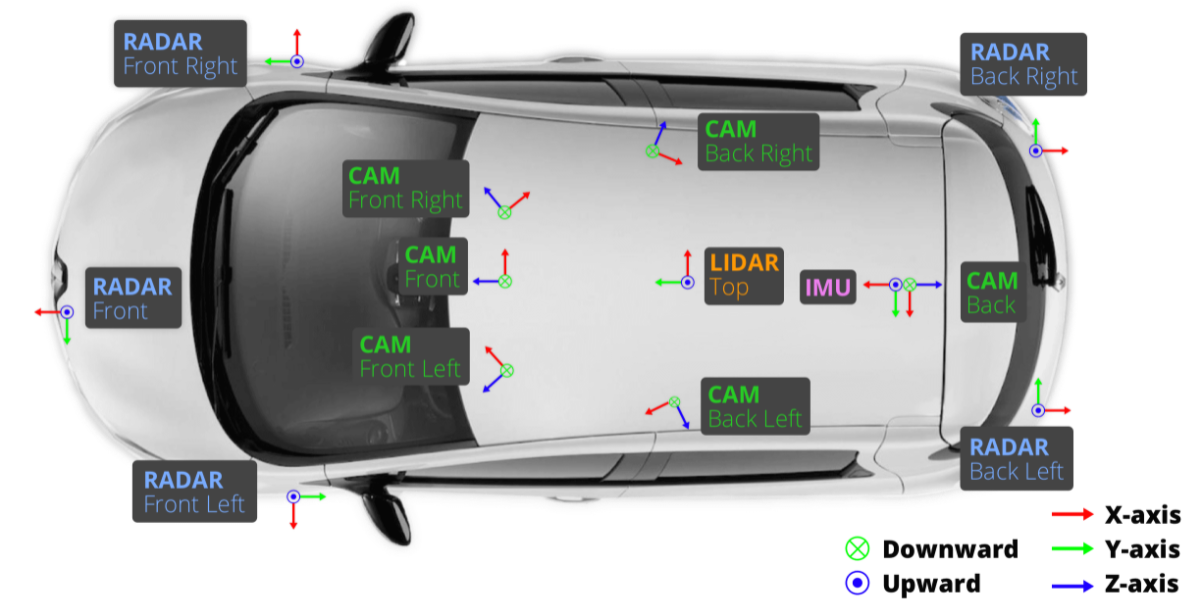 RADAR
Front Right
RADAR
Back Right
CAM
Back Right
CAM
Front Right
CAM
Front
LIDAR
Top
IMU
CAM
Back
RADAR
Front
CAM
Front Left
CAM
Back Left
RADAR
Back Left
RADAR
Front Left
X-axis
Downward
Y-axis
Upward
Z-axis